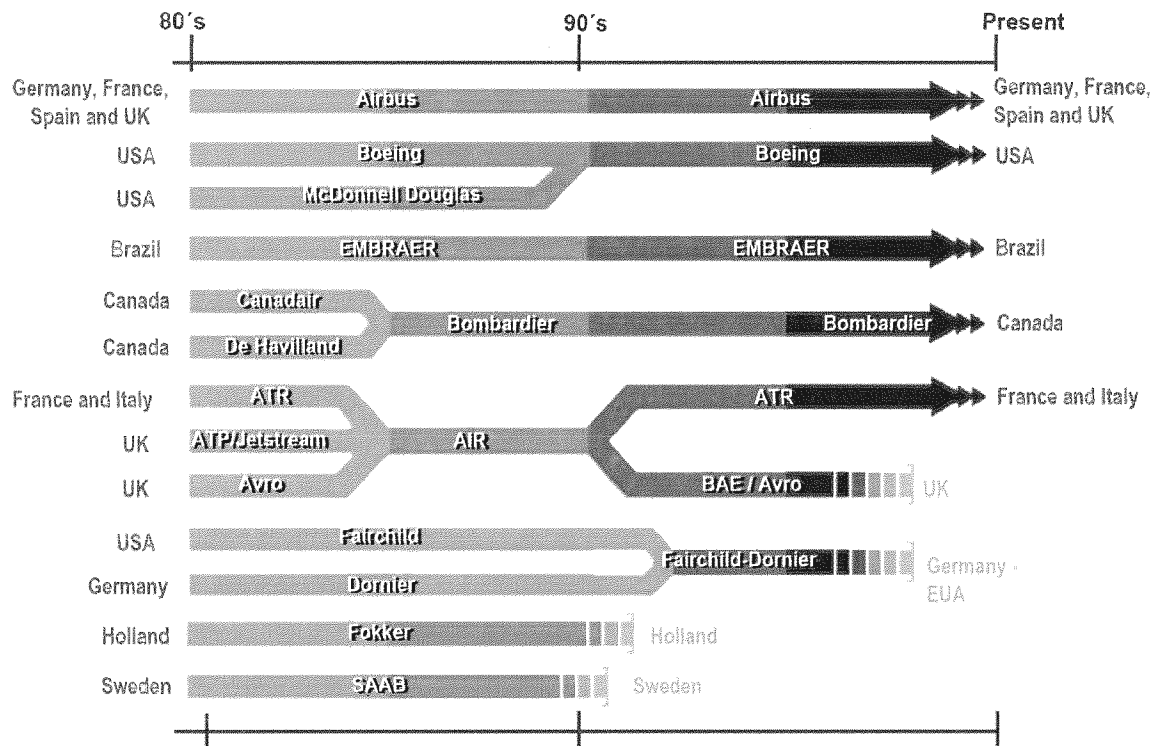 80´s 90´s Present
Germany, France,
Spain and UK
Airbus Airbus
Germany, France,
Spain and UK
USA Boeing Boeing USA
USA McDonnell Douglas
Brazil EMBRAER EMBRAER Brazil
Canada Canadair
Bombardier Bombardier Canada
Canada De Havilland
France and Italy ATR ATR France and Italy
UK ATP/Jetstream AIR
UK Avro BAE / Avro UK
USA Fairchild
Fairchild-Dornier Germany -
EUA
Germany Dornier
Holland Fokker Holland
Sweden SAAB Sweden